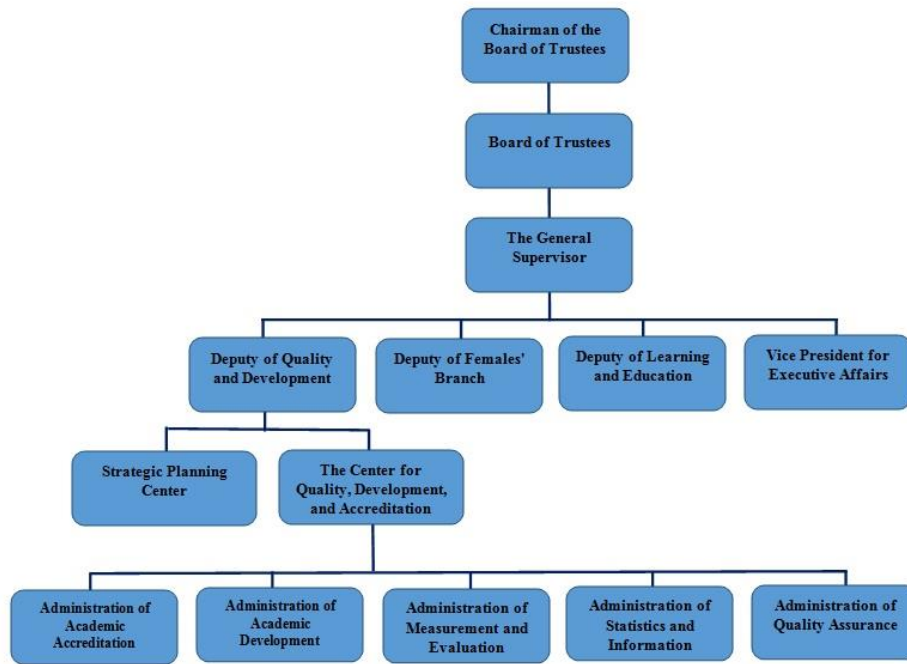 Chairman of the
Board of Trustees
Board of Trustees
The General
Supervisor
Deputy of Quality
and Development
Deputy of Females'
Branch
Deputy of Learning
and Education
Vice President for
Executive Affairs
Strategic Planning
Center
The Center for
Quality, Development,
and Accreditation
Administration of
Academic
Accreditation
Administration of
Academic
Development
Administration of
Measurement and
Evaluation
Administration of
Statistics and
Information
Administration of
Quality Assurance